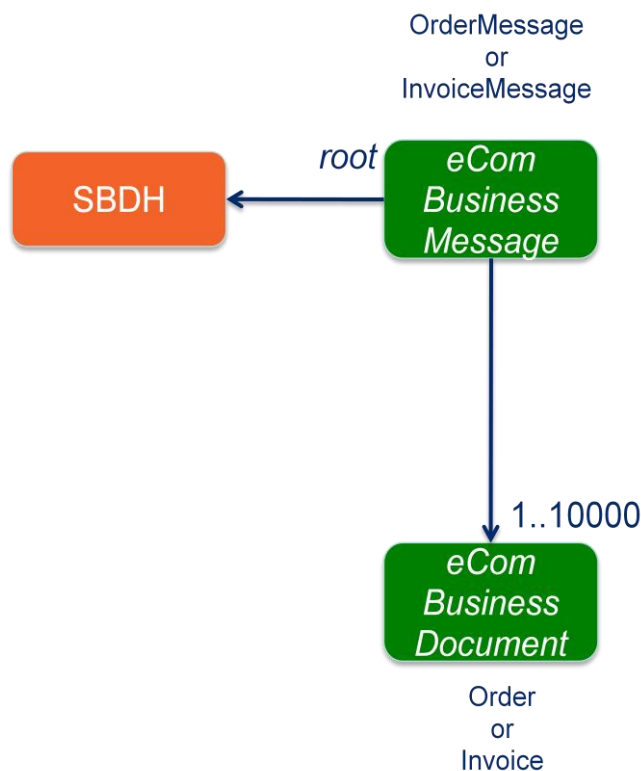 OrderMessage
or
InvoiceMessage
SBDH
root
eCom
Business
Message
1..10000
eCom
Business
Document
Order
or
Invoice